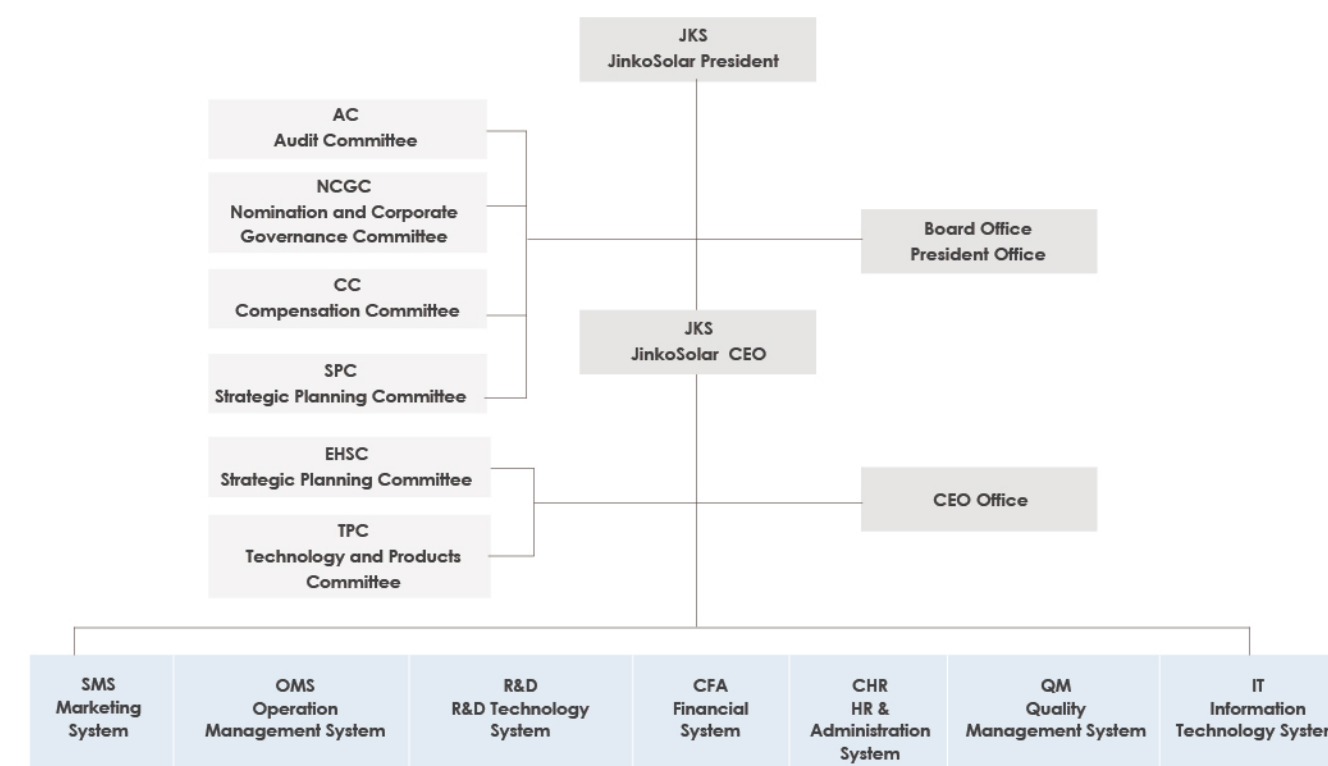 JKS
JinkoSolar President
AC
Audit Committee
NCGC
Nomination and Corporate
Governance Committee
Board Office
President Office
CC
Compensation Committee
JKS
JinkoSolar CEO
SPC
Strategic Planning Committee
EHSC
Strategic Planning Committee
CEO Office
TPC
Technology and Products
Committee
SMS
Marketing
System
OMS
Operation
Management System
R&D
R&D Technology
System
CFA
Financial
System
CHR
HR &
Administration
System
QM
Quality
Management System
IT
Information
Technology System